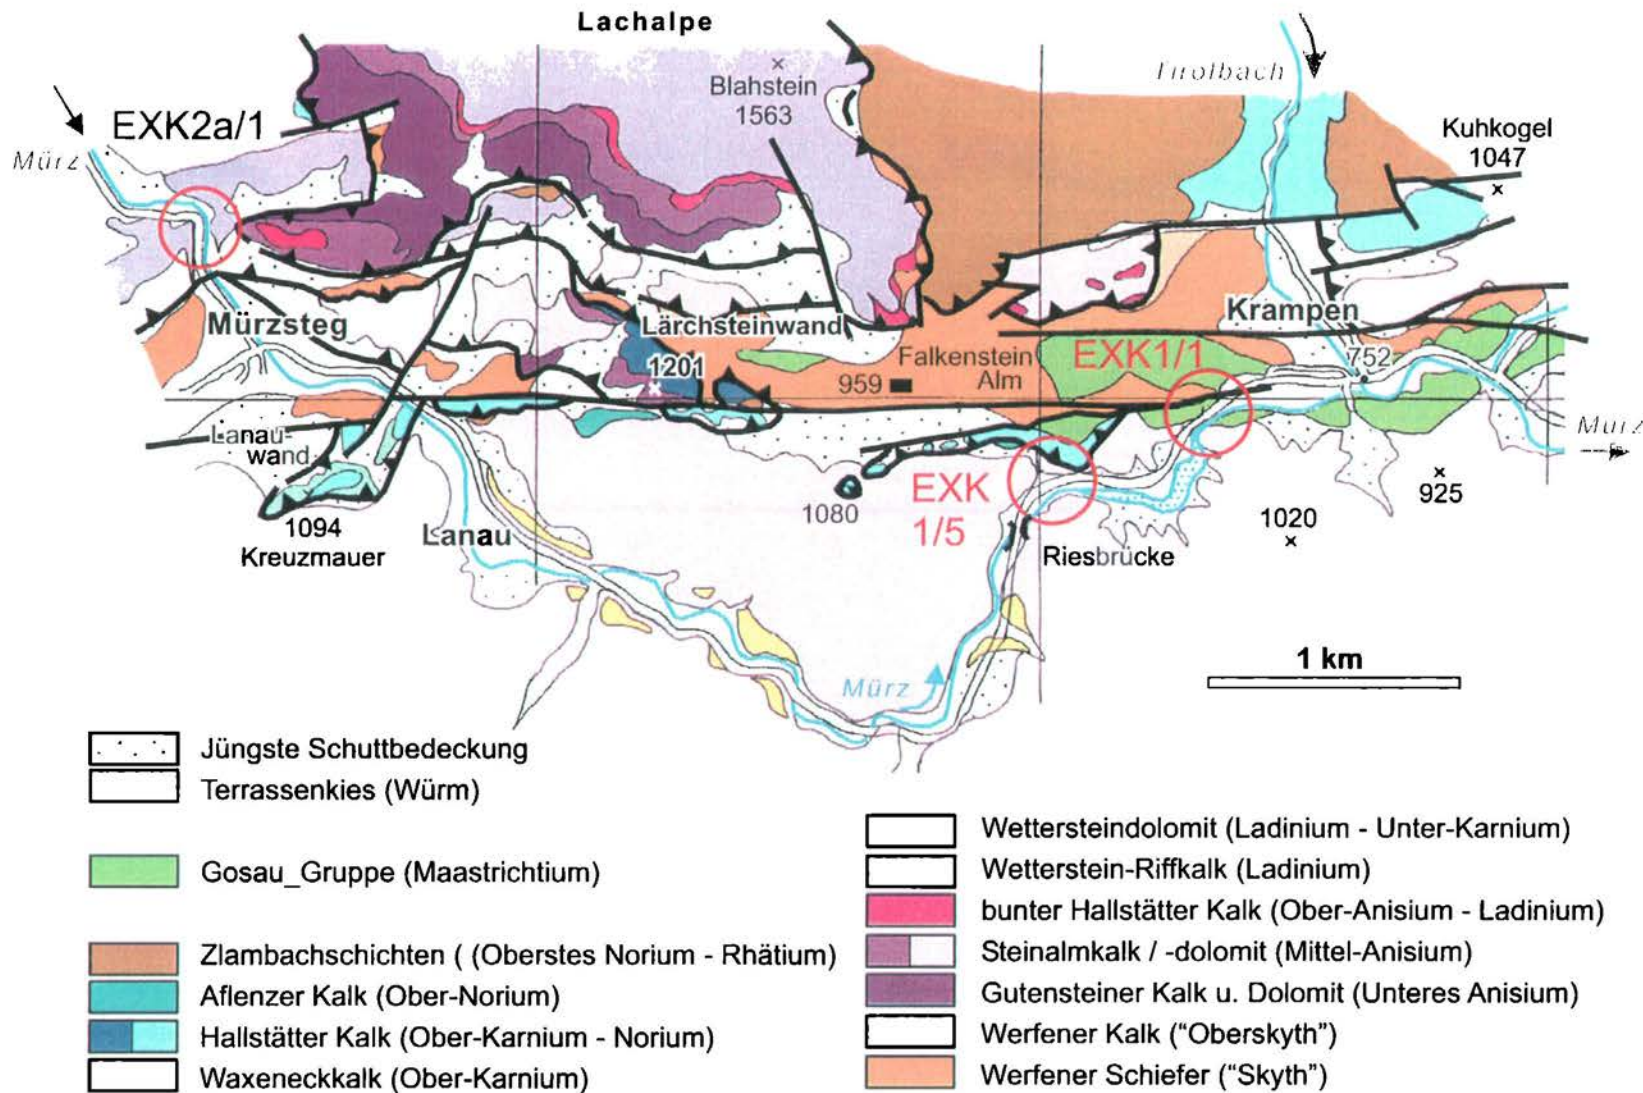 Lachalpe
Tirolbach
Blahstein
1563
EXK2a/1
Kuhkogel
1047
Mürz
Mürzsteg
Lärchsteinwand
Krampen
1201
Falkenstein
Alm
959
EXK1/1
752
Lanau-
wand
Mürz
EXK
1/5
925
1080
1020
1094
Kreuzmauer
Lanau
Riesbrücke
1 km
Mürz
Jüngste Schuttbedeckung
Terrassenkies (Würm)
Gosau_Gruppe (Maastrichtium)
Zlambachschichten ( (Oberstes Norium - Rhätium)
Aflenzer Kalk (Ober-Norium)
Hallstätter Kalk (Ober-Karnium - Norium)
Waxeneckkalk (Ober-Karnium)
Wettersteindolomit (Ladinium - Unter-Karnium)
Wetterstein-Riffkalk (Ladinium)
bunter Hallstätter Kalk (Ober-Anisium - Ladinium)
Steinalmkalk / -dolomit (Mittel-Anisium)
Gutensteiner Kalk u. Dolomit (Unteres Anisium)
Werfener Kalk (“Oberskyth”)
Werfener Schiefer (“Skyth”)